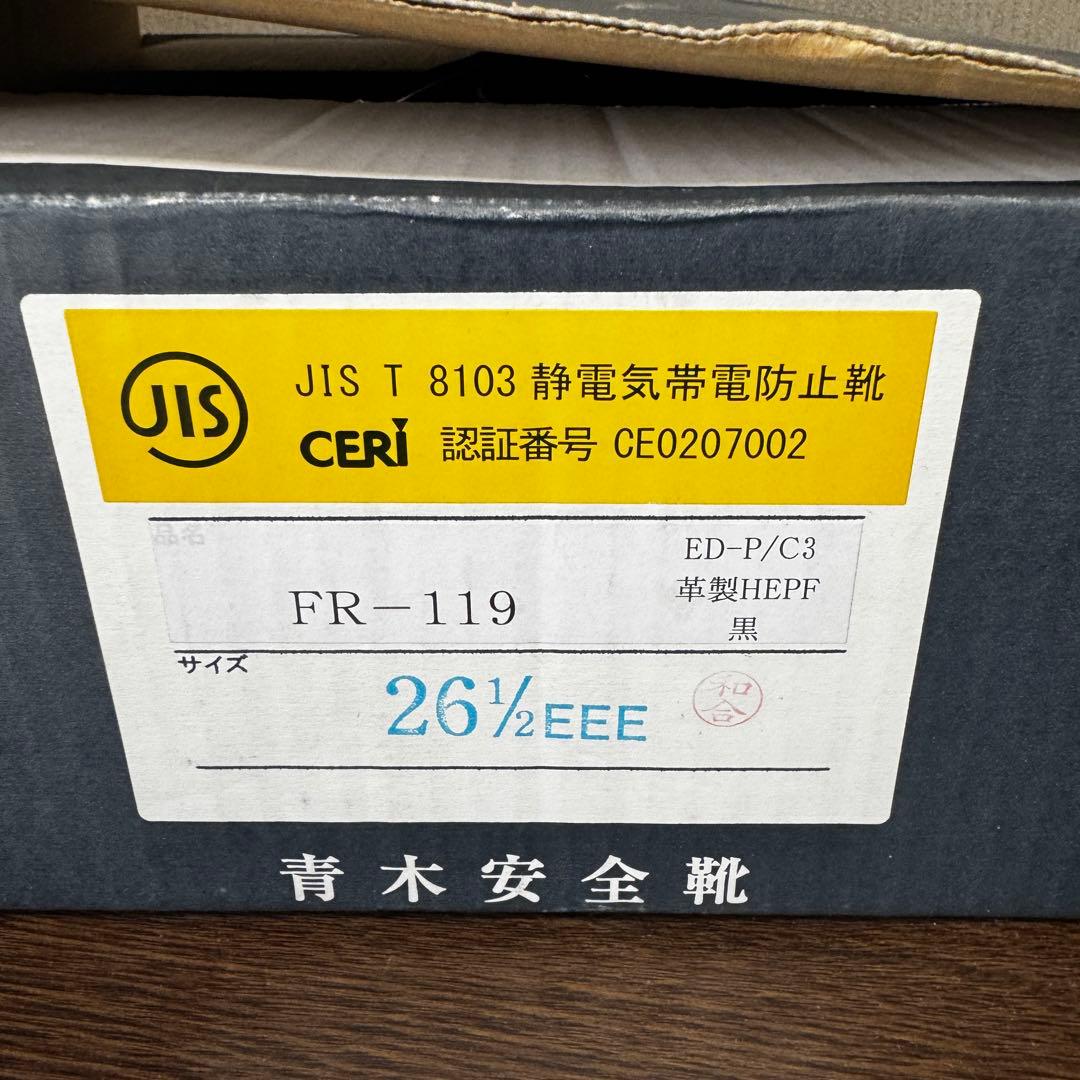 JIS
JIS T 8103 静電気帯電防止靴
CERI 認証番号 CE0207002
FR-119
ED-P/C3
革製HEPF
黒
サイズ
26½EEE
和合
青木安全靴